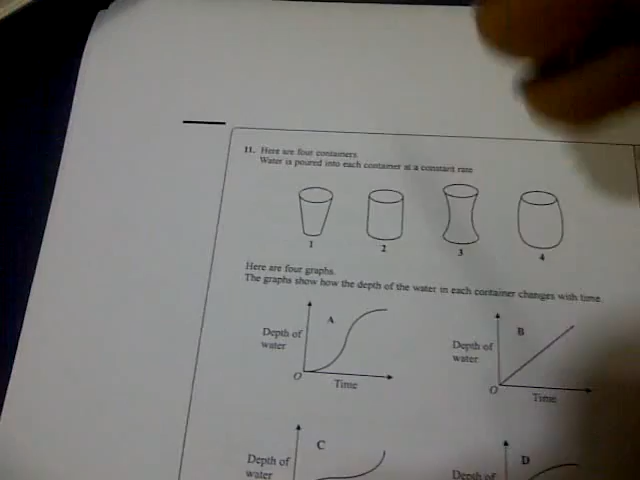 11. Here are four containers.
Water is poured into each container at a constant rate
1 2 3 4
Here are four graphs.
The graphs show how the depth of the water in each container changes with time.
A
Depth of
water
O
Time
B
Depth of
water
O
Time
C
Depth of
water
D
Depth of